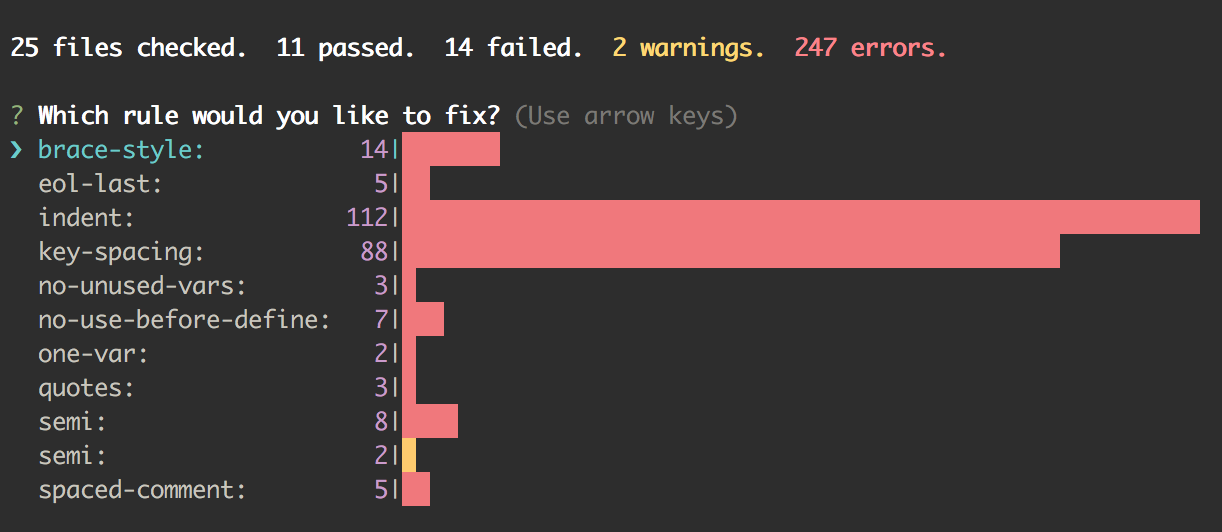 25 files checked.  11 passed.  14 failed.  2 warnings.  247 errors.
? Which rule would you like to fix? (Use arrow keys)
❯ brace-style:           14|
  eol-last:               5|
  indent:               112|
  key-spacing:           88|
  no-unused-vars:         3|
  no-use-before-define:   7|
  one-var:                2|
  quotes:                 3|
  semi:                   8|
  semi:                   2|
  spaced-comment:         5|